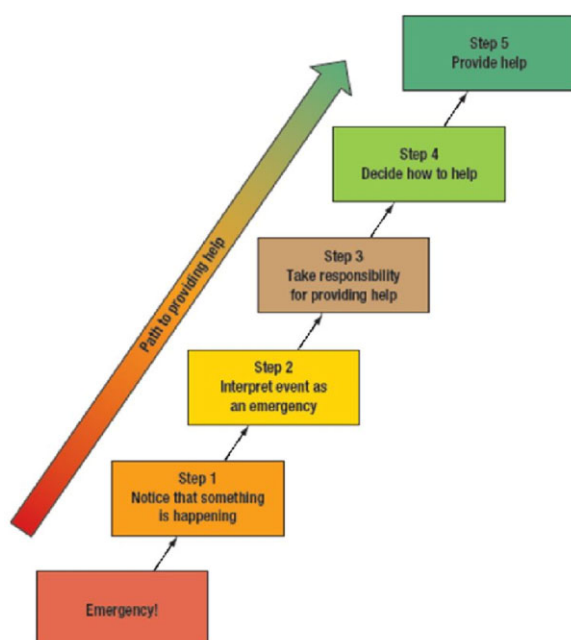 Step 5
Provide help
Step 4
Decide how to help
Step 3
Take responsibility
for providing help
Path to providing help
Step 2
Interpret event as
an emergency
Step 1
Notice that something
is happening
Emergency!